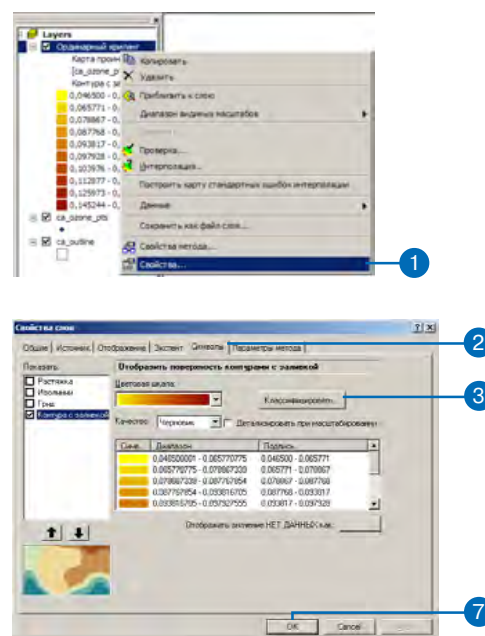 Layers
Ординарный кригинг
Карта проин
[ca_ozone_p
Контура с за
0,046500 - 0,
0,065771 - 0,
0,078867 - 0,
0,087768 - 0,
0,093817 - 0,
0,097928 - 0,
0,103976 - 0,
0,112877 - 0,
0,125973 - 0,
0,145244 - 0,
ca_ozone_pts
ca_outline
Копировать
Удалить
Приблизить к слою
Диапазон видимых масштабов
Проверка...
Интерполяция...
Построить карту стандартных ошибок интерполяции
Данные
Сохранить как файл слоя...
Свойства метода...
Свойства...
1
Свойства слоя
Общие Источник Отображение Экстент Символы Параметры метода
2
Показать:
Растяжка
Изолинии
Грид
Контура с заливкой
Отобразить поверхность контурами с заливкой
Цветовая шкала:
Классифицировать...
3
Качество: Черновик Детализировать при масштабировании
Симв. Диапазон Подпись
0,046500001 - 0,065770775 0,046500 - 0,065771
0,065770775 - 0,078867339 0,065771 - 0,078867
0,078867339 - 0,087767854 0,078867 - 0,087768
0,087767854 - 0,093816705 0,087768 - 0,093817
0,093816705 - 0,097927555 0,093817 - 0,097928
Отображать значение НЕТ ДАННЫХ как:
7
OK Cancel